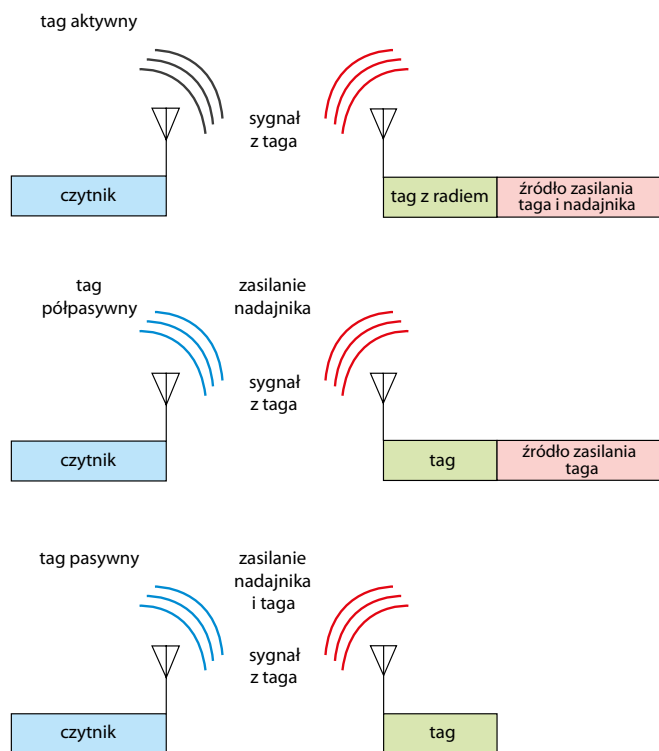 tag aktywny
sygnał
z taga
czytnik
tag z radiem
źródło zasilania
taga i nadajnika
tag
półpasywny
zasilanie
nadajnika
sygnał
z taga
czytnik
tag
źródło zasilania
taga
tag pasywny
zasilanie
nadajnika
i taga
sygnał
z taga
czytnik
tag